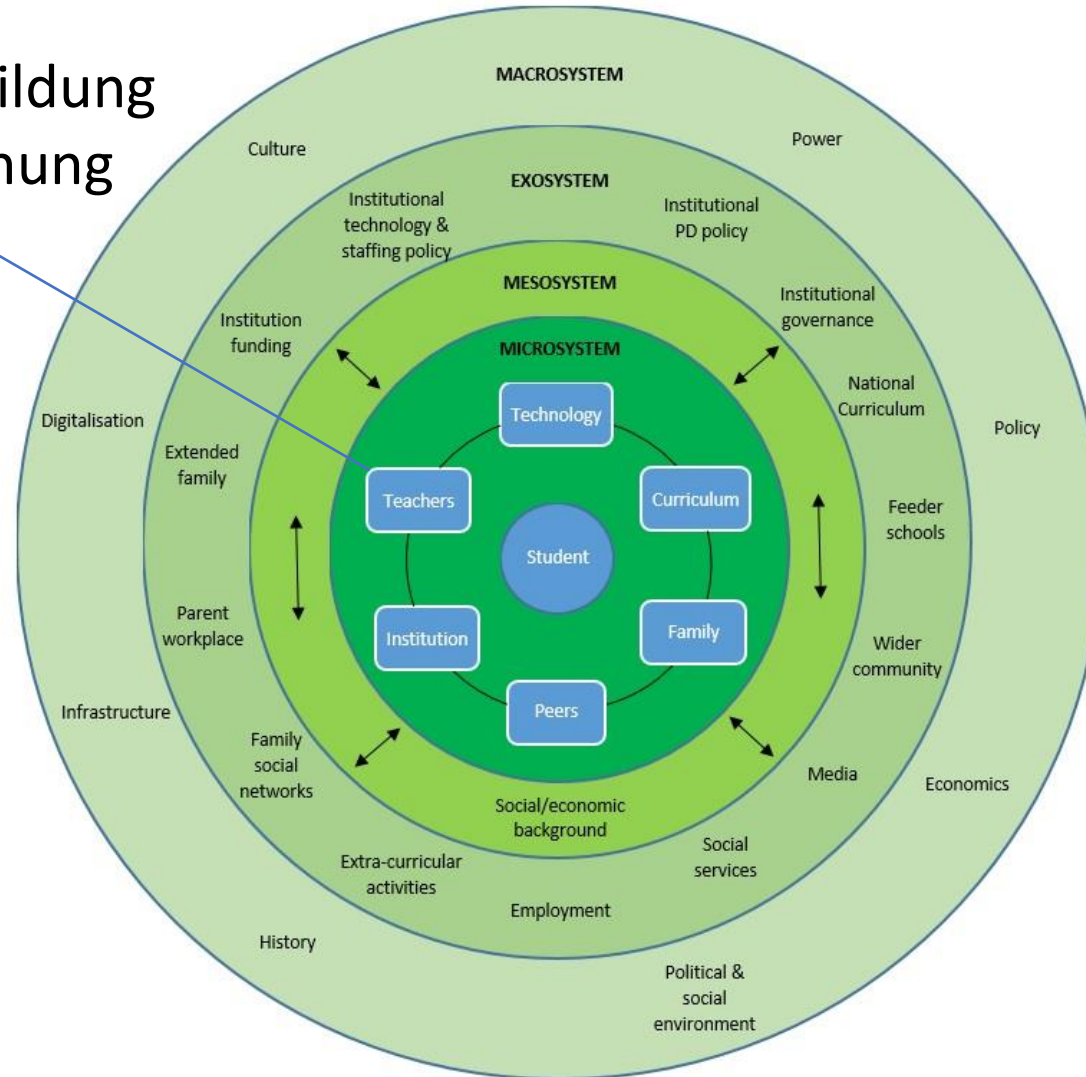 ildung
nung
MACROSYSTEM
Culture
Power
EXOSYSTEM
Institutional
technology &
staffing policy
Institutional
PD policy
MESOSYSTEM
Institution
funding
Institutional
governance
MICROSYSTEM
National
Curriculum
Digitalisation
Technology
Policy
Extended
family
Teachers
Curriculum
Feeder
schools
Student
Parent
workplace
Institution
Family
Wider
community
Infrastructure
Peers
Family
social
networks
Media
Economics
Social/economic
background
Social
services
Extra-curricular
activities
Employment
History
Political &
social
environment